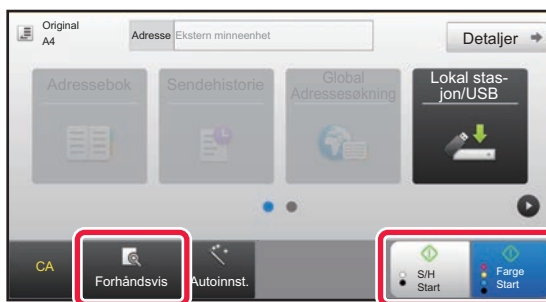 Original
A4
Adresse Ekstern minneenhet
Detaljer
Adressebok
Sendehistorie
Global
Adressesøkning
Lokal stas-
jon/USB
CA
Forhåndsvis
Autoinnst.
S/H
Start
Farge
Start